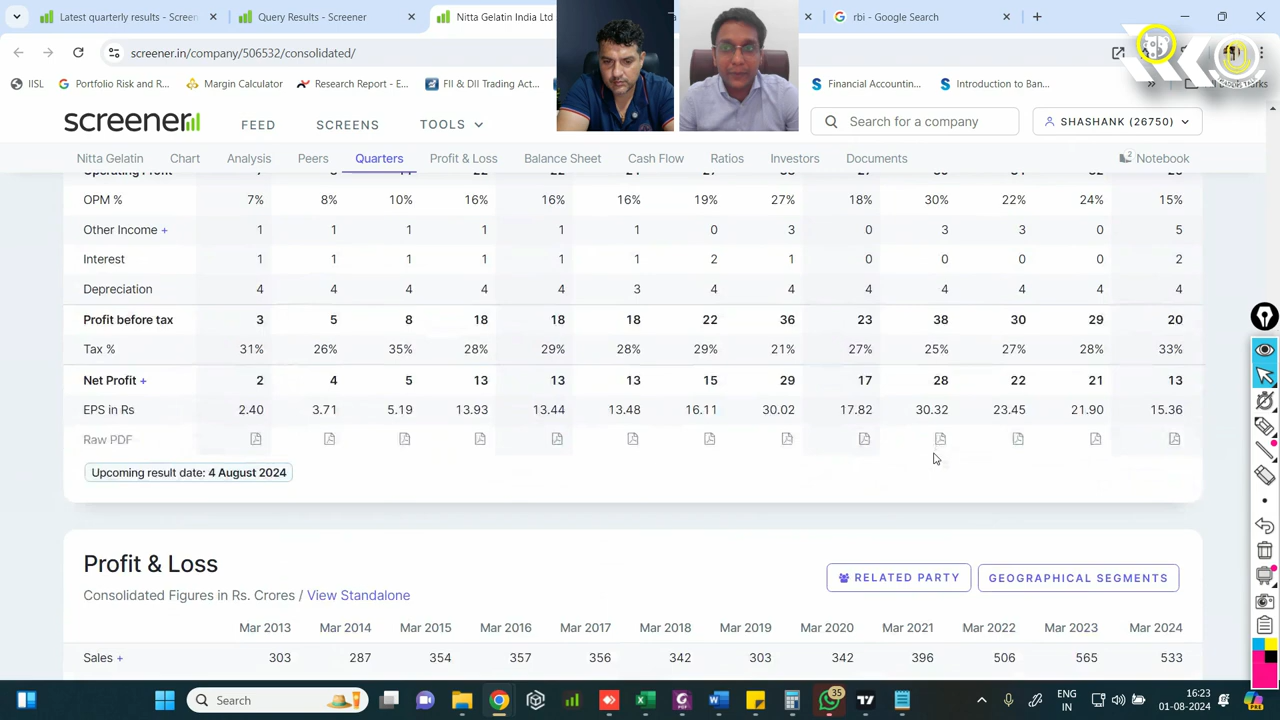 Latest quarterly results - Screener
Query Results - Screener
Nitta Gelatin India Ltd
rbi - Google Search
screener.in/company/506532/consolidated/
IISL
Portfolio Risk and R...
Margin Calculator
Research Report - E...
FII & DII Trading Act...
Financial Accountin...
Introduction to Ban...
screener
FEED
SCREENS
TOOLS
Search for a company
SHASHANK (26750)
Nitta Gelatin Chart Analysis Peers Quarters Profit & Loss Balance Sheet Cash Flow Ratios Investors Documents Notebook
OPM % 7% 8% 10% 16% 16% 16% 19% 27% 18% 30% 22% 24% 15%
Other Income + 1 1 1 1 1 1 0 3 0 3 3 0 5
Interest 1 1 1 1 1 1 2 1 0 0 0 0 2
Depreciation 4 4 4 4 4 3 4 4 4 4 4 4 4
Profit before tax 3 5 8 18 18 18 22 36 23 38 30 29 20
Tax % 31% 26% 35% 28% 29% 28% 29% 21% 27% 25% 27% 28% 33%
Net Profit + 2 4 5 13 13 13 15 29 17 28 22 21 13
EPS in Rs 2.40 3.71 5.19 13.93 13.44 13.48 16.11 30.02 17.82 30.32 23.45 21.90 15.36
Raw PDF
Upcoming result date: 4 August 2024
Profit & Loss
RELATED PARTY
GEOGRAPHICAL SEGMENTS
Consolidated Figures in Rs. Crores / View Standalone
Mar 2013 Mar 2014 Mar 2015 Mar 2016 Mar 2017 Mar 2018 Mar 2019 Mar 2020 Mar 2021 Mar 2022 Mar 2023 Mar 2024
Sales + 303 287 354 357 356 342 303 342 396 506 565 533
Search
35
ENG
IN
16:23
01-08-2024